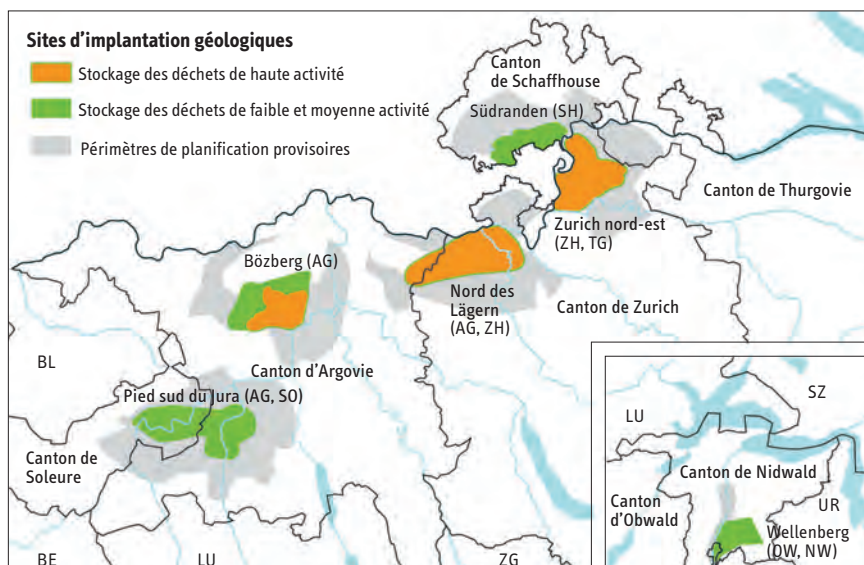 Sites d'implantation géologiques
Stockage des déchets de haute activité
Stockage des déchets de faible et moyenne activité
Périmètres de planification provisoires
Canton
de Schaffhouse
Südranden (SH)
Canton de Thurgovie
Zurich nord-est
(ZH, TG)
Bözberg (AG)
Nord des
Lägern
(AG, ZH)
Canton de Zurich
BL
Canton d'Argovie
Pied sud du Jura (AG, SO)
Canton de
Soleure
BE
LU
ZG
LU
SZ
Canton de Nidwald
Canton
d'Obwald
UR
Wellenberg
(OW, NW)